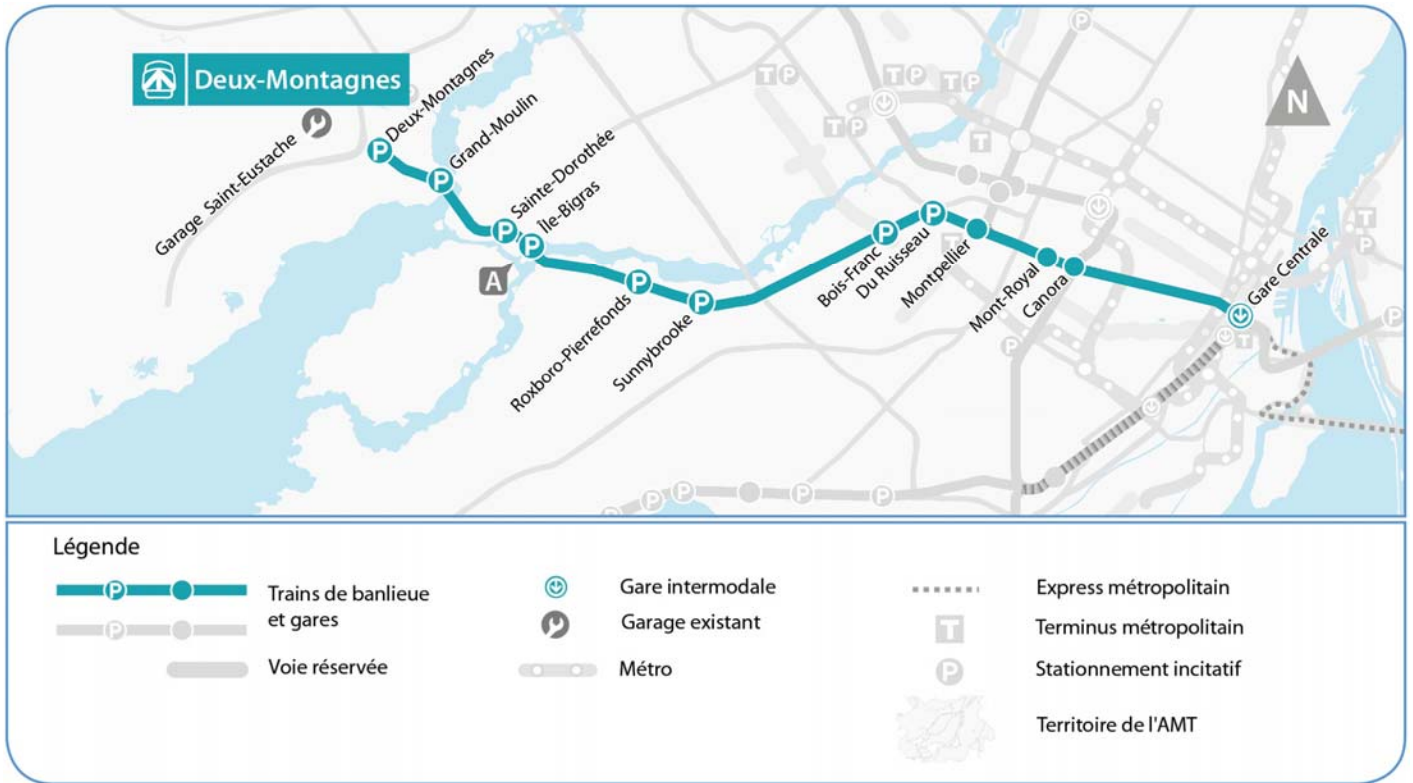 Deux-Montagnes
N
Garage Saint-Eustache
P Deux-Montagnes
P Grand-Moulin
P Sainte-Dorothée
P Île-Bigras
A
P Roxboro-Pierrefonds
P Sunnybrooke
P Bois-Franc
P Du Ruisseau
Montpellier
Mont-Royal
Canora
Gare Centrale
T P
T P
T P
T P
T
T
T
T
P
P
P
P
P
P
P
P
P
Légende
P
Trains de banlieue
et gares
P
Voie réservée
Gare intermodale
Garage existant
Métro
Express métropolitain
T Terminus métropolitain
P Stationnement incitatif
Territoire de l'AMT